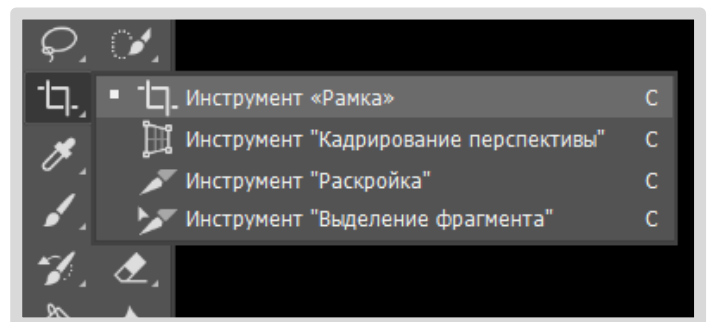 Инструмент «Рамка» C
Инструмент "Кадрирование перспективы" C
Инструмент "Раскройка" C
Инструмент "Выделение фрагмента" C